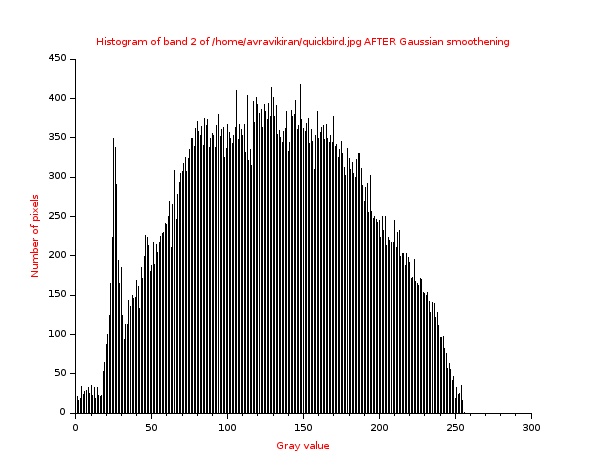 Histogram of band 2 of /home/avravikiran/quickbird.jpg AFTER Gaussian smoothening
450
400
350
300
250
200
150
100
50
0
Number of pixels
0 50 100 150 200 250 300
Gray value